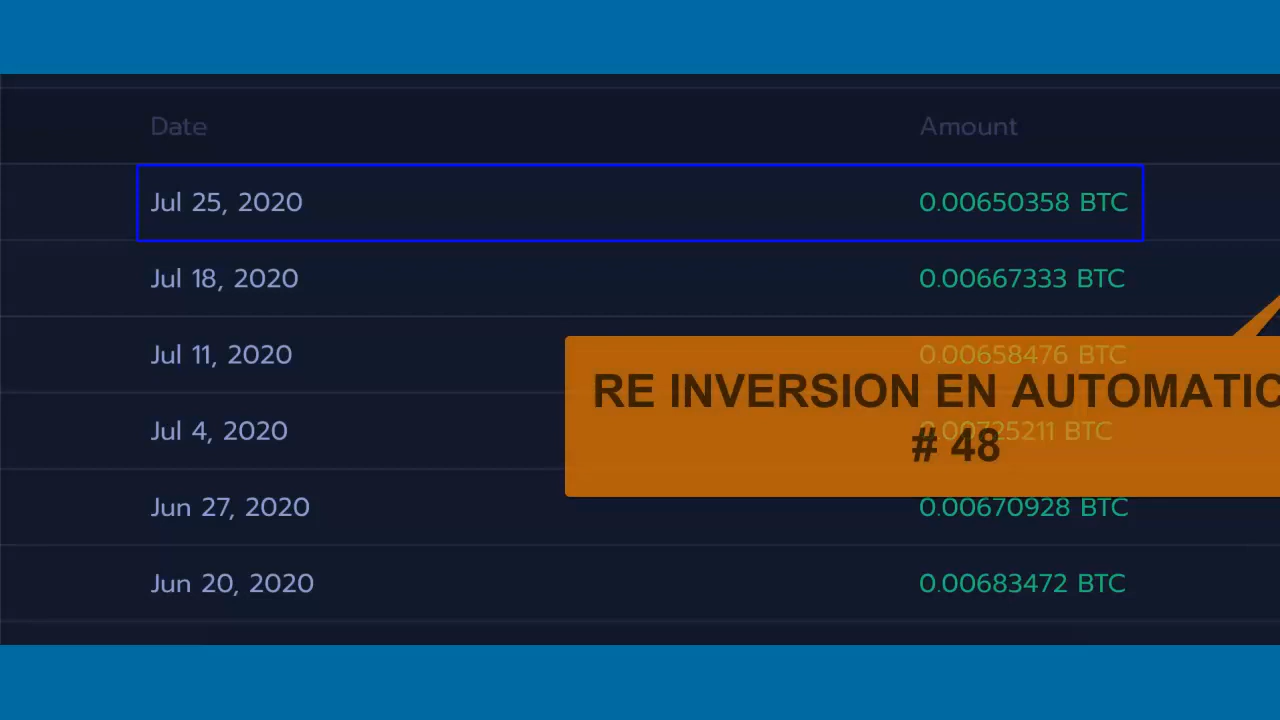 Date Amount
Jul 25, 2020 0.00650358 BTC
Jul 18, 2020 0.00667333 BTC
Jul 11, 2020 0.00658476 BTC
RE INVERSION EN AUTOMATIC
Jul 4, 2020 0.00725211 BTC
# 48
Jun 27, 2020 0.00670928 BTC
Jun 20, 2020 0.00683472 BTC